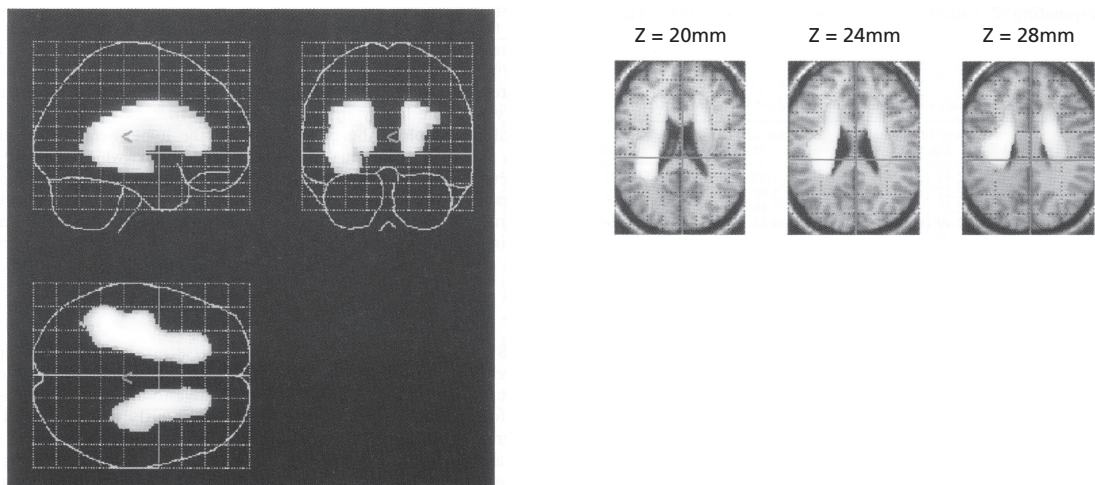 Z = 20mm Z = 24mm Z = 28mm